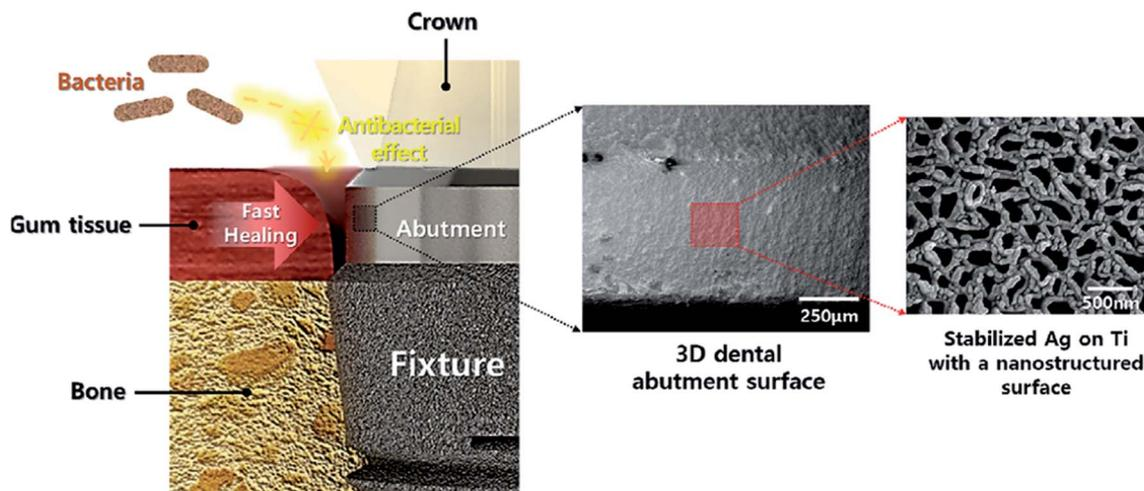 Crown
Bacteria
Antibacterial
effect
Gum tissue
Fast
Healing
Abutment
Bone
Fixture
250μm
3D dental
abutment surface
500nm
Stabilized Ag on Ti
with a nanostructured
surface